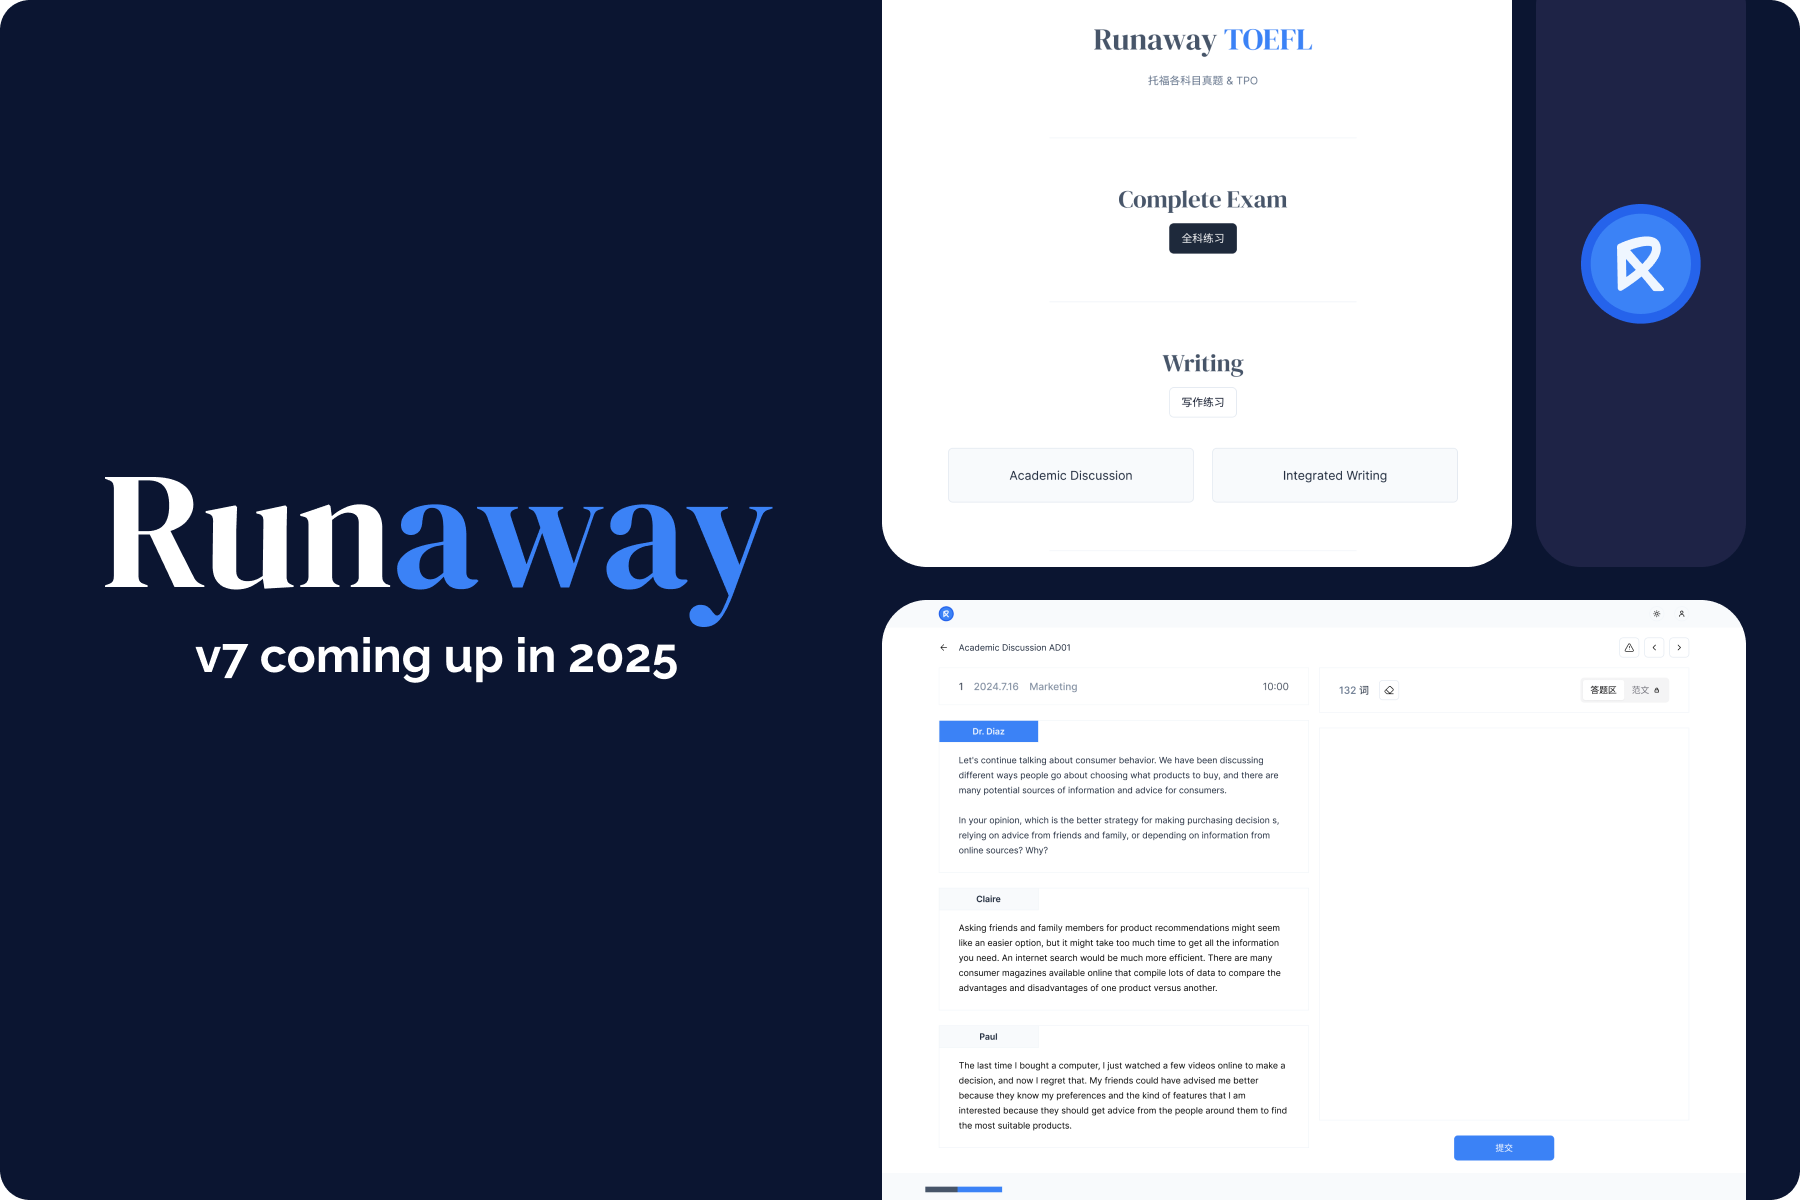 Runaway
v7 coming up in 2025
Runaway TOEFL
托福各科目真题 & TPO
Complete Exam
全科练习
Writing
写作练习
Academic Discussion
Integrated Writing
R
R
Academic Discussion AD01
1 2024.7.16 Marketing 10:00
Dr. Diaz
Let's continue talking about consumer behavior. We have been discussing
different ways people go about choosing what products to buy, and there are
many potential sources of information and advice for consumers.
In your opinion, which is the better strategy for making purchasing decision s,
relying on advice from friends and family, or depending on information from
online sources? Why?
Claire
Asking friends and family members for product recommendations might seem
like an easier option, but it might take too much time to get all the information
you need. An internet search would be much more efficient. There are many
consumer magazines available online that compile lots of data to compare the
advantages and disadvantages of one product versus another.
Paul
The last time I bought a computer, I just watched a few videos online to make a
decision, and now I regret that. My friends could have advised me better
because they know my preferences and the kind of features that I am
interested because they should get advice from the people around them to find
the most suitable products.
132 词
答题区 范文
提交